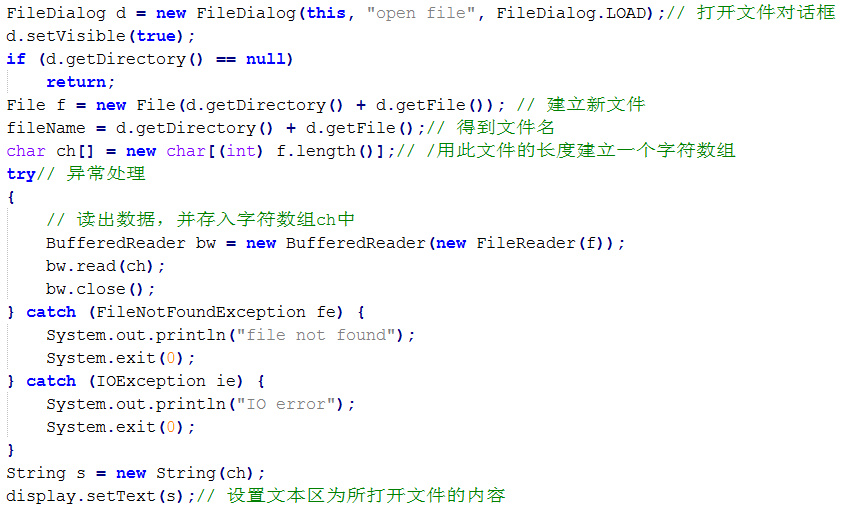 FileDialog d = new FileDialog(this, "open file", FileDialog.LOAD);// 打开文件对话框
d.setVisible(true);
if (d.getDirectory() == null)
    return;
File f = new File(d.getDirectory() + d.getFile()); // 建立新文件
fileName = d.getDirectory() + d.getFile();// 得到文件名
char ch[] = new char[(int) f.length()];// /用此文件的长度建立一个字符数组
try// 异常处理
{
    // 读出数据，并存入字符数组ch中
    BufferedReader bw = new BufferedReader(new FileReader(f));
    bw.read(ch);
    bw.close();
} catch (FileNotFoundException fe) {
    System.out.println("file not found");
    System.exit(0);
} catch (IOException ie) {
    System.out.println("IO error");
    System.exit(0);
}
String s = new String(ch);
display.setText(s);// 设置文本区为所打开文件的内容